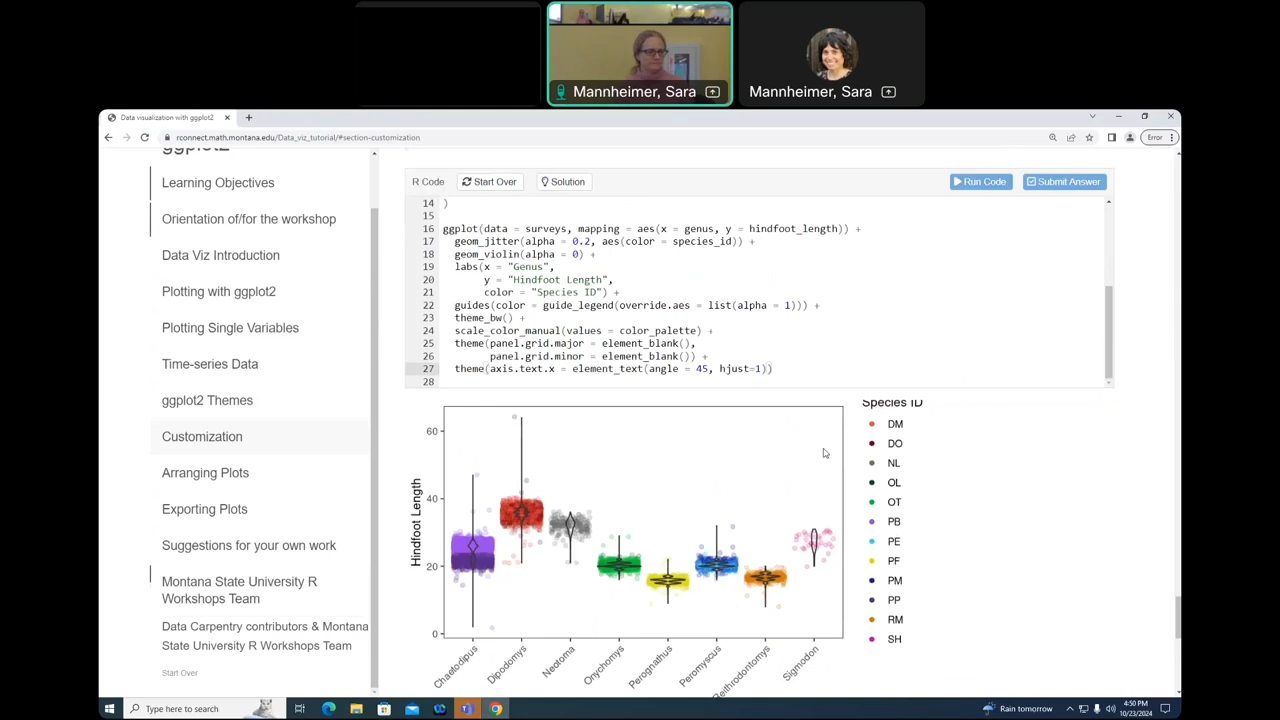 Mannheimer, Sara
Mannheimer, Sara
Data visualization with ggplot2
rconnect.math.montana.edu/Data_viz_tutorial/#section-customization
Error
ggplot2
Learning Objectives
Orientation of/for the workshop
Data Viz Introduction
Plotting with ggplot2
Plotting Single Variables
Time-series Data
ggplot2 Themes
Customization
Arranging Plots
Exporting Plots
Suggestions for your own work
Montana State University R
Workshops Team
Data Carpentry contributors & Montana
State University R Workshops Team
Start Over
R Code
Start Over
Solution
Run Code
Submit Answer
14 )
15
16 ggplot(data = surveys, mapping = aes(x = genus, y = hindfoot_length)) +
17 geom_jitter(alpha = 0.2, aes(color = species_id)) +
18 geom_violin(alpha = 0) +
19 labs(x = "Genus",
20 y = "Hindfoot Length",
21 color = "Species ID") +
22 guides(color = guide_legend(override.aes = list(alpha = 1))) +
23 theme_bw() +
24 scale_color_manual(values = color_palette) +
25 theme(panel.grid.major = element_blank(),
26 panel.grid.minor = element_blank()) +
27 theme(axis.text.x = element_text(angle = 45, hjust=1))
28
Hindfoot Length
60
40
20
0
Chaetodipus
Dipodomys
Neotoma
Onychomys
Perognathus
Peromyscus
Reithrodontomys
Sigmodon
Species ID
DM
DO
NL
OL
OT
PB
PE
PF
PM
PP
RM
SH
Type here to search
Rain tomorrow
4:50 PM
10/23/2024